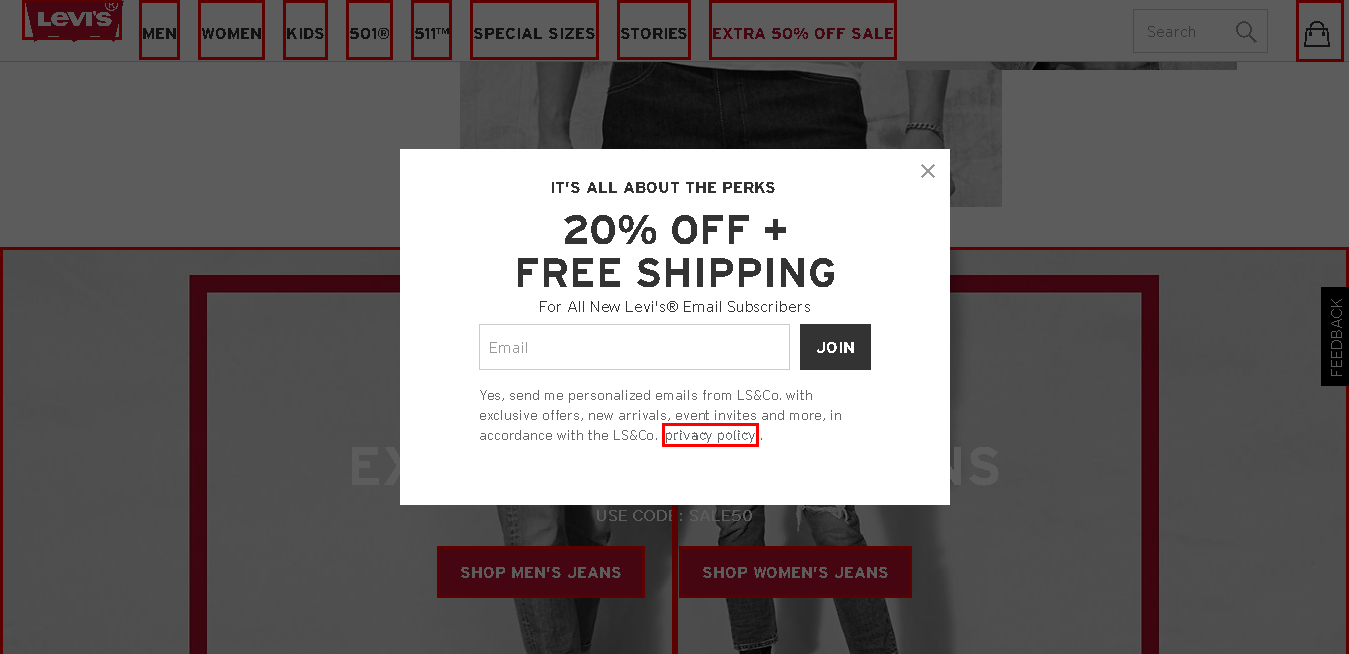 LEVI'S®
MEN WOMEN KIDS 501® 511™ SPECIAL SIZES STORIES EXTRA 50% OFF SALE Search
IT'S ALL ABOUT THE PERKS
20% OFF +
FREE SHIPPING
For All New Levi's® Email Subscribers
Email JOIN
Yes, send me personalized emails from LS&Co. with
exclusive offers, new arrivals, event invites and more, in
accordance with the LS&Co. privacy policy.
FEEDBACK
USE CODE: SALE50
SHOP MEN'S JEANS SHOP WOMEN'S JEANS